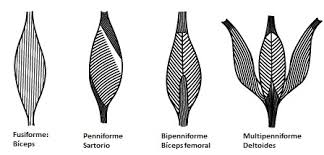 Fusiforme:
Bíceps
Penniforme
Sartorio
Bipenniforme
Bíceps femoral
Multipenniforme
Deltoides